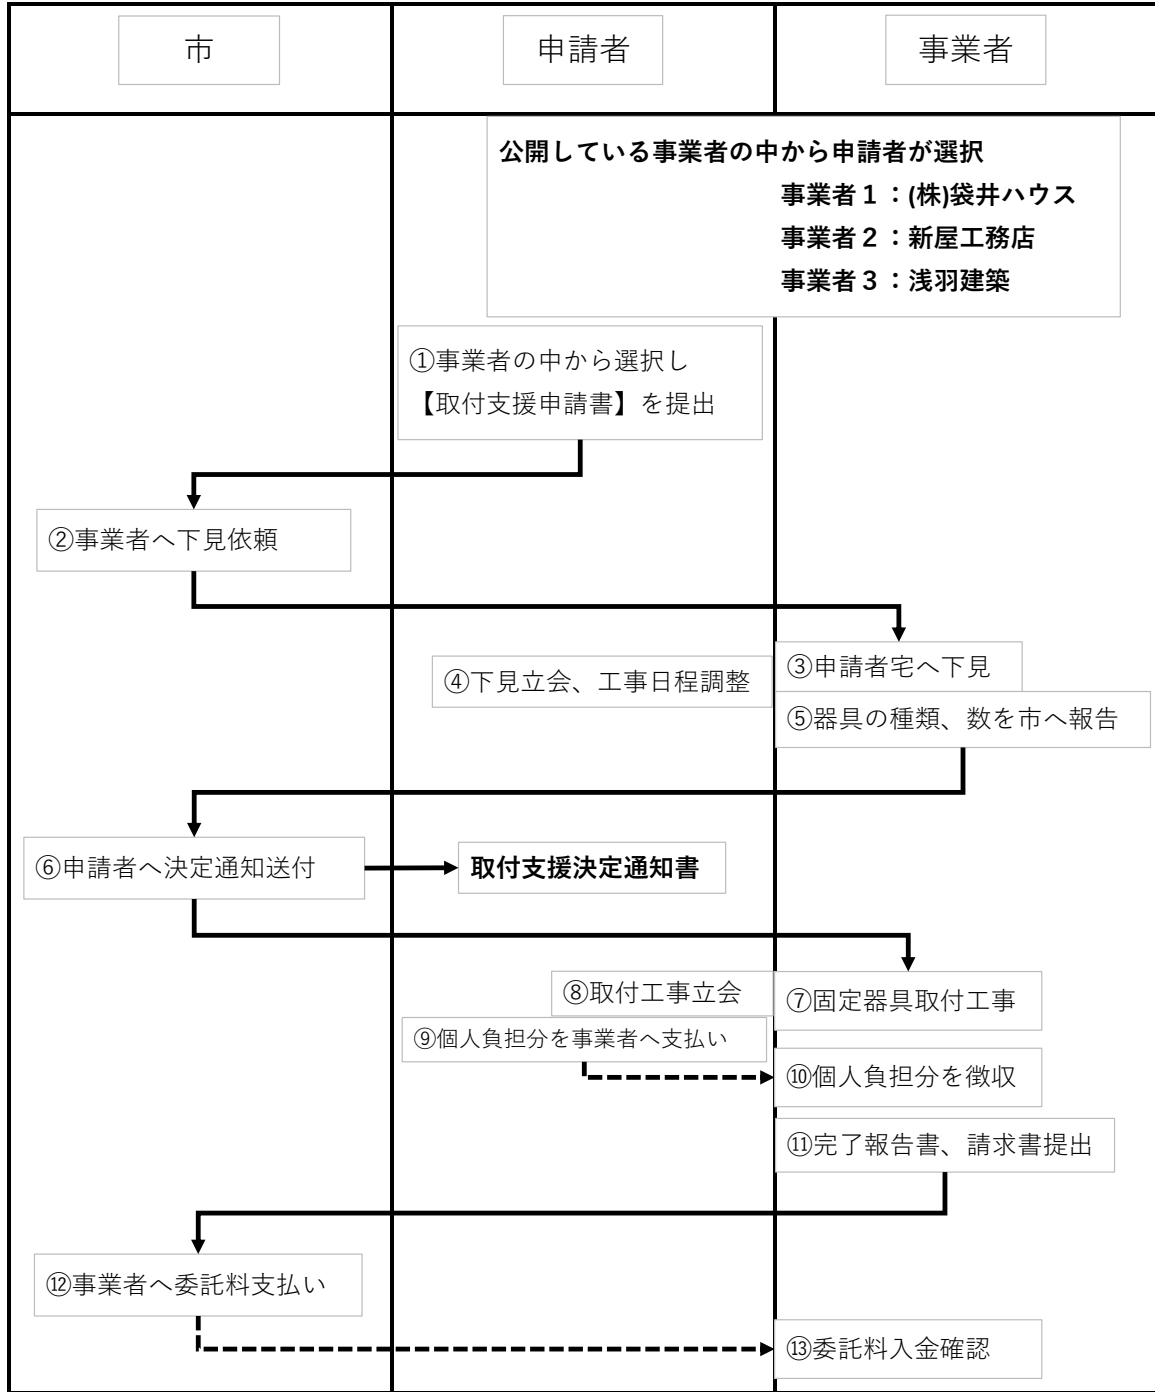 市
申請者
事業者
公開している事業者の中から申請者が選択
事業者１：(株)袋井ハウス
事業者２：新屋工務店
事業者３：浅羽建築
①事業者の中から選択し
【取付支援申請書】を提出
②事業者へ下見依頼
③申請者宅へ下見
④下見立会、工事日程調整
⑤器具の種類、数を市へ報告
⑥申請者へ決定通知送付
取付支援決定通知書
⑧取付工事立会
⑦固定器具取付工事
⑨個人負担分を事業者へ支払い
⑩個人負担分を徴収
⑪完了報告書、請求書提出
⑫事業者へ委託料支払い
⑬委託料入金確認